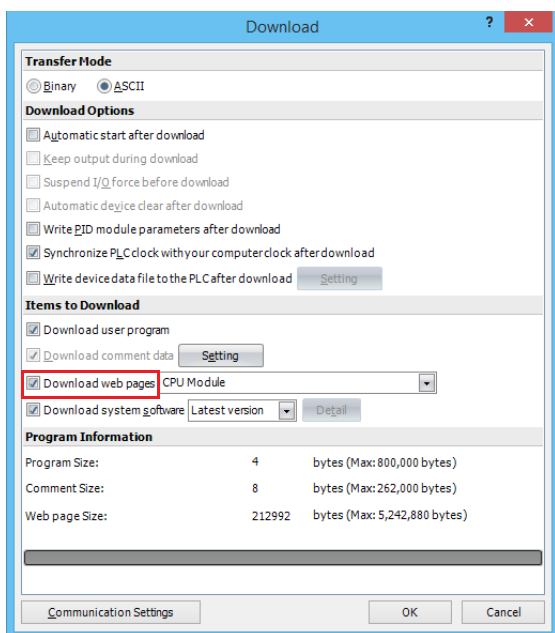 Download ? ×
Transfer Mode
Binary ASCII
Download Options
Automatic start after download
Keep output during download
Suspend I/O force before download
Automatic device clear after download
Write PID module parameters after download
Synchronize PLC clock with your computer clock after download
Write device data file to the PLC after download Setting
Items to Download
Download user program
Download comment data Setting
Download web pages CPU Module
Download system software Latest version Detail
Program Information
Program Size: 4 bytes (Max: 800,000 bytes)
Comment Size: 8 bytes (Max: 262,000 bytes)
Web page Size: 212992 bytes (Max: 5,242,880 bytes)
Communication Settings OK Cancel